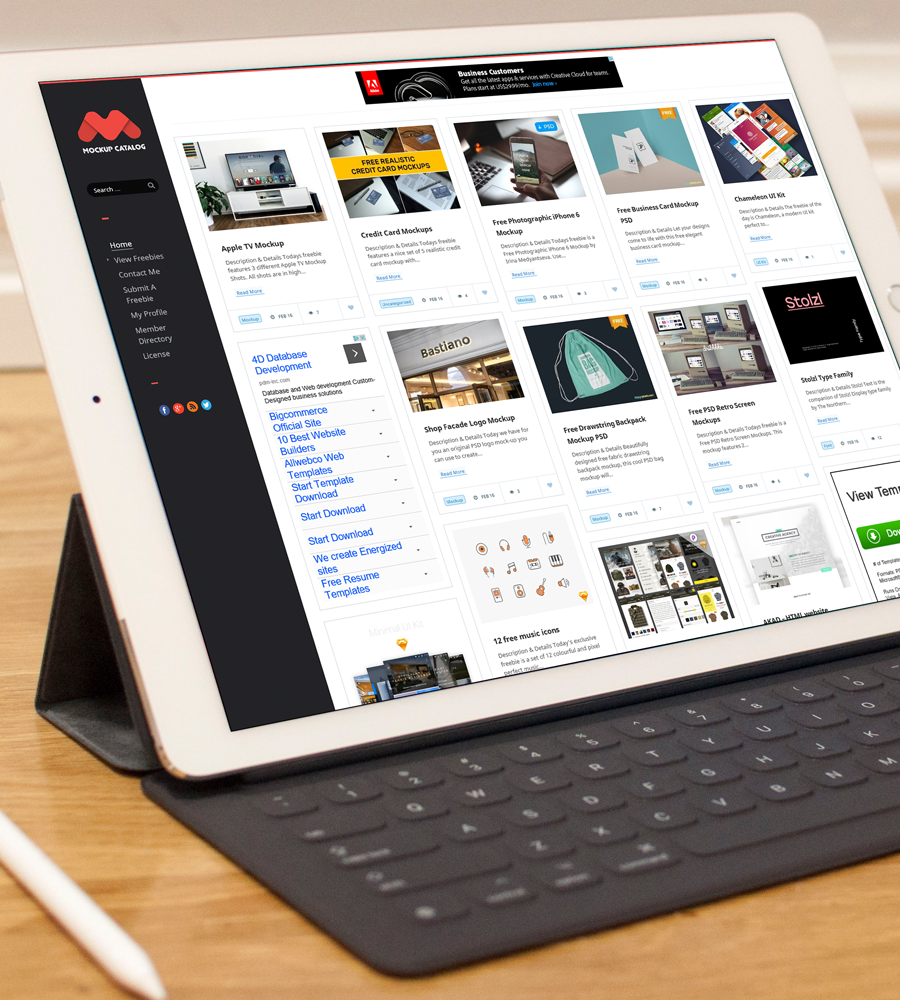 Business Customers
Get all the latest apps & services with Creative Cloud for teams.
Plans start at US$29.99/mo. Join now ›
Adobe
MOCKUP CATALOG
Search ...
Home
View Freebies
Contact Me
Submit A
Freebie
My Profile
Member
Directory
License
Apple TV Mockup
Description & Details Todays freebie
features 3 different Apple TV Mockup
Shots. All shots are in high...
Read More
Mockup
FEB 16
7
FREE REALISTIC
CREDIT CARD MOCKUPS
Credit Card Mockups
Description & Details Todays freebie
features a nice set of 5 realistic credit
card mockup with...
Read More
Uncategorized
FEB 16
4
PSD
Free Photographic iPhone 6
Mockup
Description & Details Todays freebie is a
Free Photographic iPhone 6 Mockup by
Irina Medyantseva. Use...
Read More
Mockup
FEB 16
3
FREE
Free Business Card Mockup
PSD
Description & Details Let your designs
come to life with this free elegant
business card mockup...
Read More
Mockup
FEB 16
Chameleon UI Kit
Description & Details The freebie of the
day is Chameleon, a modern UI kit
perfect to...
Read More
UI Kit
FEB 16
1
4D Database
Development
pdm-inc.com
Database and Web development Custom-
Designed business solutions
Bigcommerce
Official Site
10 Best Website
Builders
Allwebco Web
Templates
Start Template
Download
Start Download
Start Download
We create Energized
sites
Free Resume
Templates
Bastiano
Shop Facade Logo Mockup
Description & Details Today we have for
you an original PSD logo mock-up you
can use to create...
Read More
Mockup
FEB 16
3
FREE
Free Drawstring Backpack
Mockup PSD
Description & Details Beautifully
designed free fabric drawstring
backpack mockup, this cool PSD bag
mockup will...
Read More
Mockup
FEB 16
7
Free PSD Retro Screen
Mockups
Description & Details Todays freebie is a
Free PSD Retro Screen Mockups. This
mockup features 2...
Read More
Mockup
FEB 16
6
Stolzl
Stolzl Type Family
Description & Details Stolzl Text is the
companion of Stolzl Display type family
by The Northern...
Read More
Font
FEB 16
12
Minimal UI Kit
12 free music icons
Description & Details Today's exclusive
freebie is a set of 12 colourful and pixel
perfect music
CREATIVE AGENCY
AKAD - HTML website
View Temp
Dow
# of Template
Formats: P
Microsoft
Runs On
Q W E R T Y U I O
A S D F G H J K L
Z X C V B N M